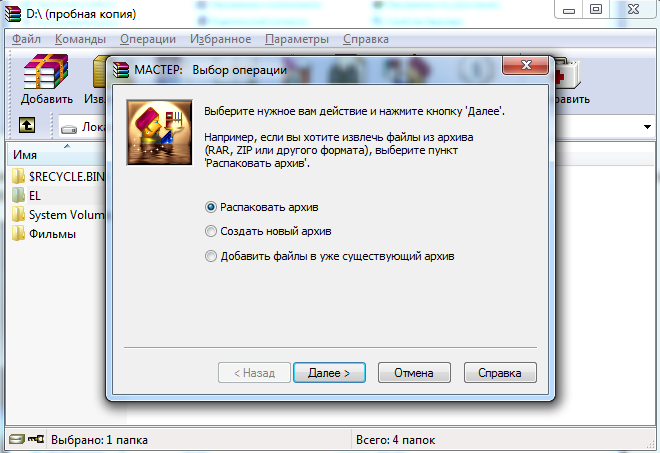 D:\ (пробная копия)
Файл Команды Операции Избранное Параметры Справка
Добавить
МАСТЕР: Выбор операции
Выберите нужное вам действие и нажмите кнопку 'Далее'.
Например, если вы хотите извлечь файлы из архива
(RAR, ZIP или другого формата), выберите пункт
'Распаковать архив'.
Имя
$RECYCLE.BIN
EL
System Volum
Фильмы
Распаковать архив
Создать новый архив
Добавить файлы в уже существующий архив
< Назад Далее > Отмена Справка
Выбрано: 1 папка Всего: 4 папок